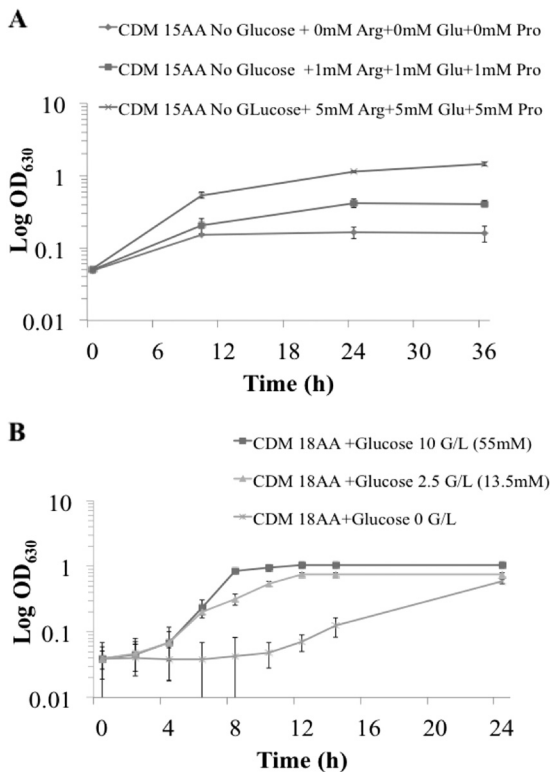 A
CDM 15AA No Glucose + 0mM Arg+0mM Glu+0mM Pro
CDM 15AA No Glucose +1mM Arg+1mM Glu+1mM Pro
CDM 15AA No GLucose+ 5mM Arg+5mM Glu+5mM Pro
10
1
0.1
0.01
Log OD630
0 6 12 18 24 30 36
Time (h)
B
CDM 18AA +Glucose 10 G/L (55mM)
CDM 18AA +Glucose 2.5 G/L (13.5mM)
CDM 18AA+Glucose 0 G/L
10
1
0.1
0.01
Log OD630
0 4 8 12 16 20 24
Time (h)